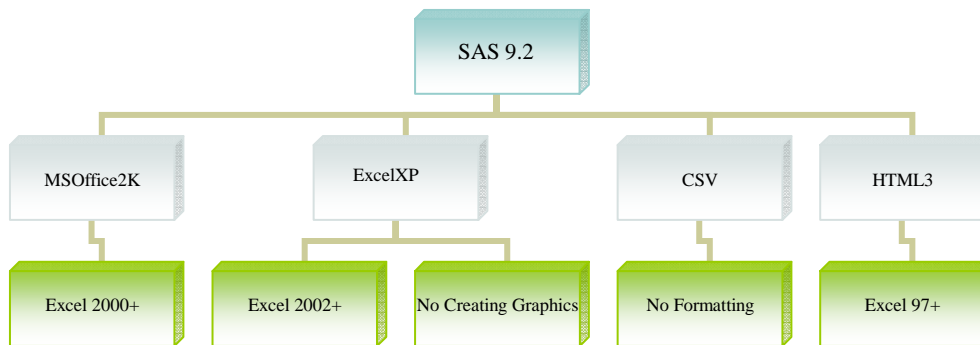 SAS 9.2
MSOffice2K
ExcelXP
CSV
HTML3
Excel 2000+
Excel 2002+
No Creating Graphics
No Formatting
Excel 97+